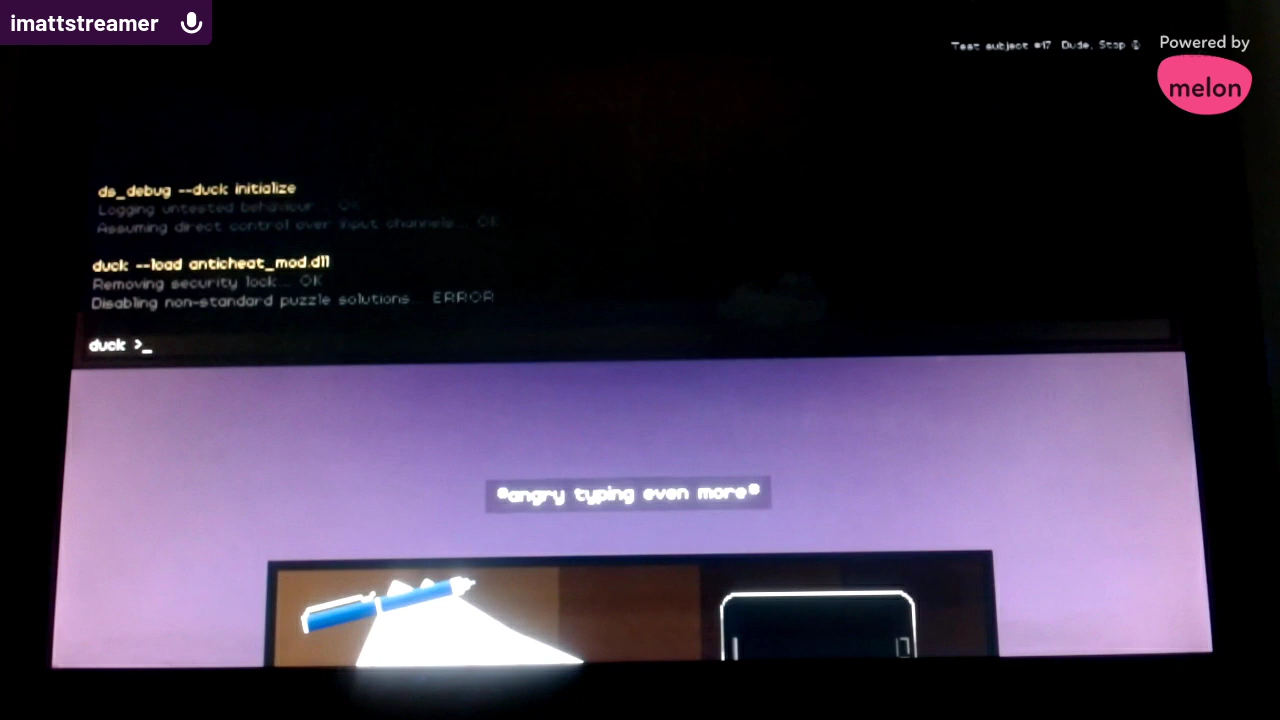 imattstreamer
Test subject #17 Dude, Stop
Powered by
melon
ds_debug --duck initialize
Logging untested behaviour... OK
Assuming direct control over input channels... OK
duck --load anticheat_mod.dll
Removing security lock... OK
Disabling non-standard puzzle solutions... ERROR
duck >_
*angry typing even more*